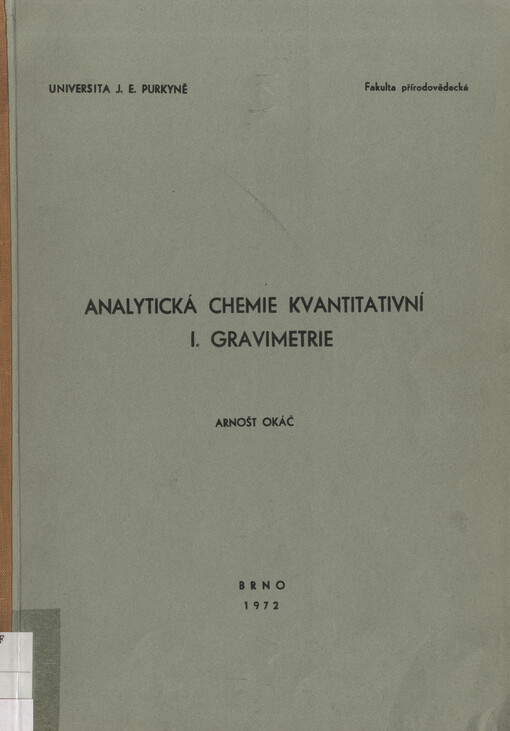 UNIVERSITA J. E. PURKYNĚ
Fakulta přírodovědecká
ANALYTICKÁ CHEMIE KVANTITATIVNÍ
I. GRAVIMETRIE
ARNOŠT OKÁČ
BRNO
1972
F